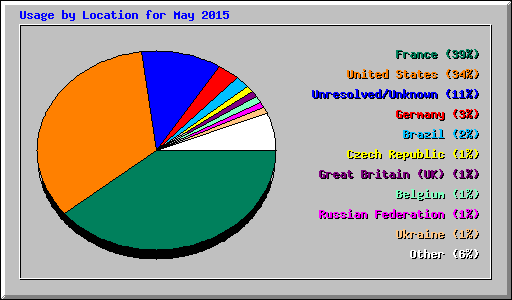 Usage by Location for May 2015
France (39%)
United States (34%)
Unresolved/Unknown (11%)
Germany (3%)
Brazil (2%)
Czech Republic (1%)
Great Britain (UK) (1%)
Belgium (1%)
Russian Federation (1%)
Ukraine (1%)
Other (6%)